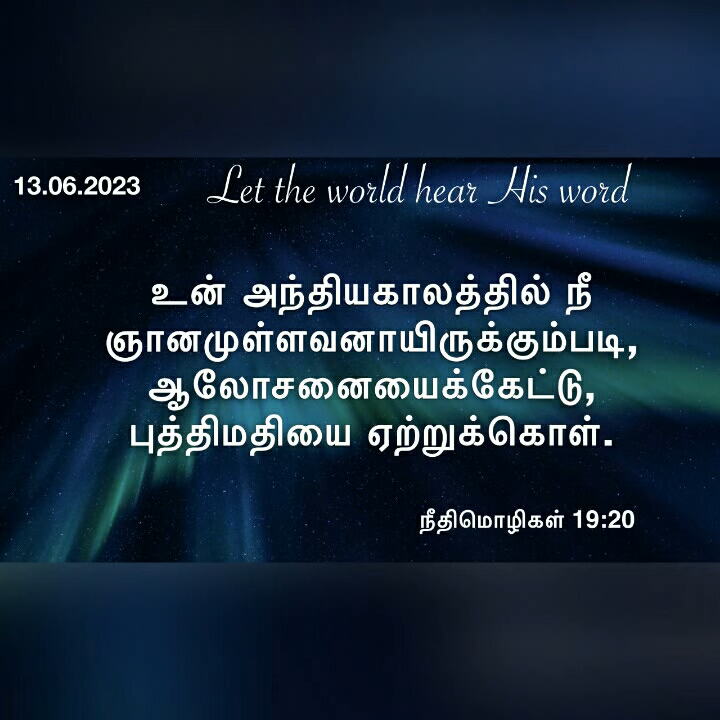 13.06.2023
Let the world hear His word
உன் அந்தியகாலத்தில் நீ
ஞானமுள்ளவனாயிருக்கும்படி,
ஆலோசனையைக்கேட்டு,
புத்திமதியை ஏற்றுக்கொள்.
நீதிமொழிகள் 19:20